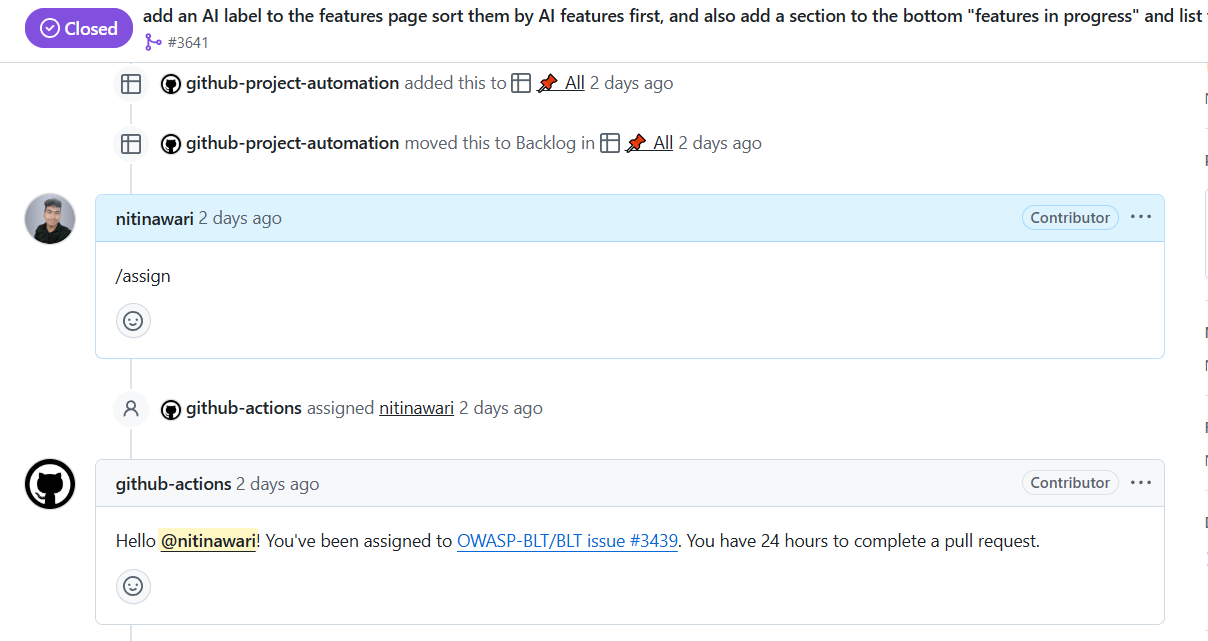 Closed
add an AI label to the features page sort them by AI features first, and also add a section to the bottom "features in progress" and list
#3641
github-project-automation added this to All 2 days ago
github-project-automation moved this to Backlog in All 2 days ago
nitinawari 2 days ago Contributor
/assign
github-actions assigned nitinawari 2 days ago
github-actions 2 days ago Contributor
Hello @nitinawari! You've been assigned to OWASP-BLT/BLT issue #3439. You have 24 hours to complete a pull request.